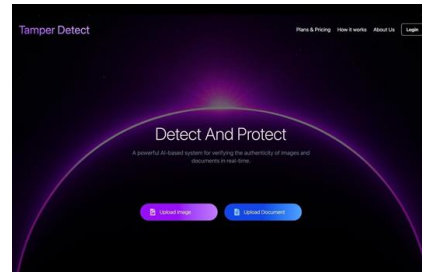 Tamper Detect
Plans & Pricing How it works About Us Login
Detect And Protect
A powerful AI-based system for verifying the authenticity of images and
documents in real-time.
Upload Image Upload Document